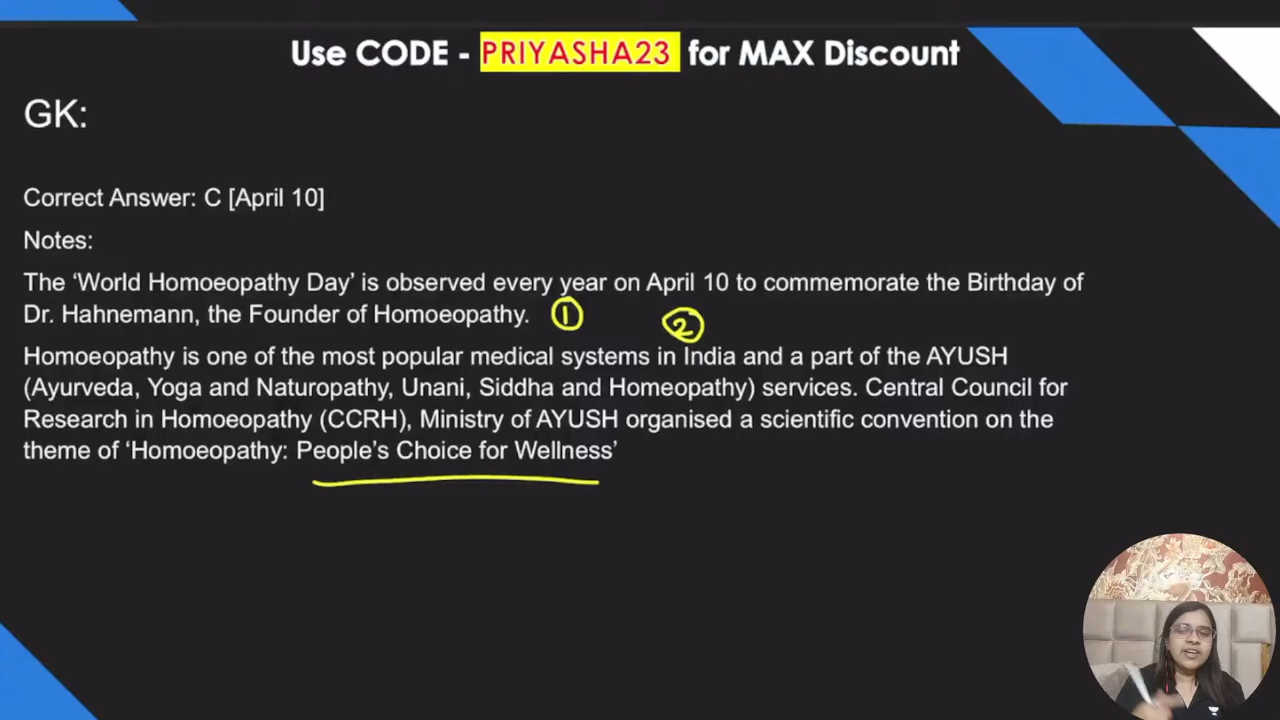 Use CODE - PRIYASHA23 for MAX Discount
GK:
Correct Answer: C [April 10]
Notes:
The ‘World Homoeopathy Day’ is observed every year on April 10 to commemorate the Birthday of
Dr. Hahnemann, the Founder of Homoeopathy. 1 2
Homoeopathy is one of the most popular medical systems in India and a part of the AYUSH
(Ayurveda, Yoga and Naturopathy, Unani, Siddha and Homeopathy) services. Central Council for
Research in Homoeopathy (CCRH), Ministry of AYUSH organised a scientific convention on the
theme of ‘Homoeopathy: People’s Choice for Wellness’